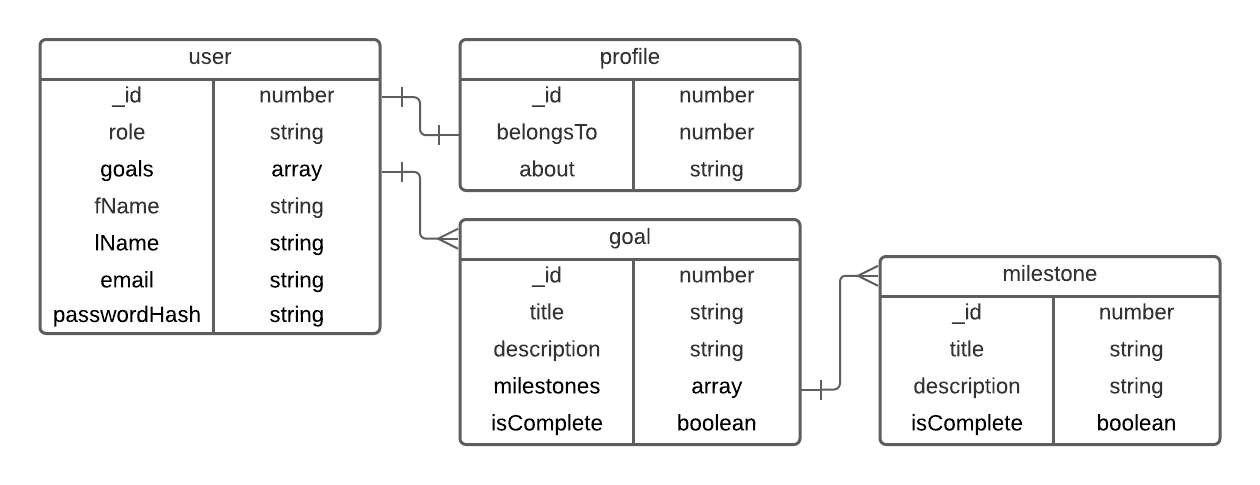 user
_id number
role string
goals array
fName string
lName string
email string
passwordHash string
profile
_id number
belongsTo number
about string
goal
_id number
title string
description string
milestones array
isComplete boolean
milestone
_id number
title string
description string
isComplete boolean